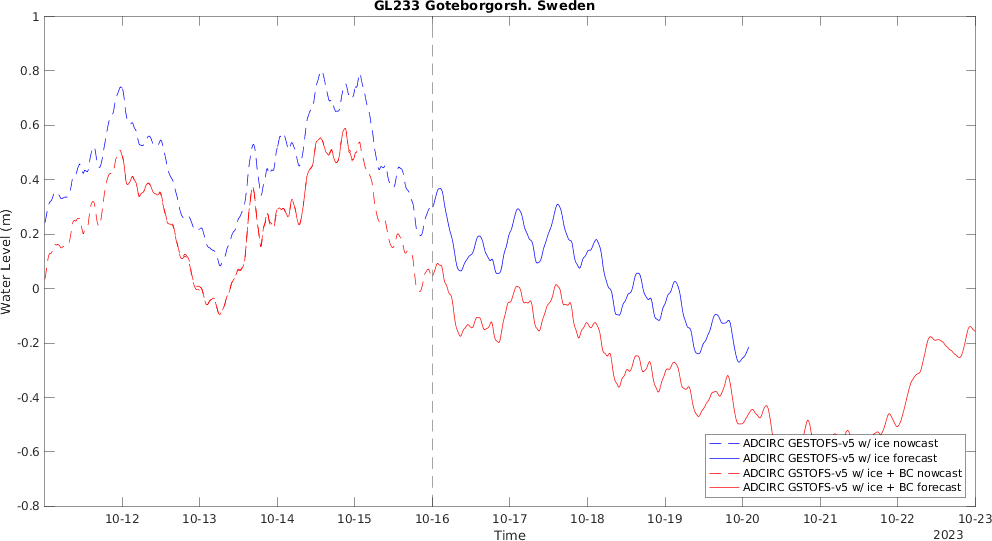 GL233 Goteborgorsh. Sweden
1
0.8
0.6
0.4
0.2
0
-0.2
-0.4
-0.6
-0.8
Water Level (m)
ADCIRC GESTOFS-v5 w/ ice nowcast
ADCIRC GESTOFS-v5 w/ ice forecast
ADCIRC GSTOFS-v5 w/ ice + BC nowcast
ADCIRC GSTOFS-v5 w/ ice + BC forecast
10-12 10-13 10-14 10-15 10-16 10-17 10-18 10-19 10-20 10-21 10-22 10-23
Time
2023